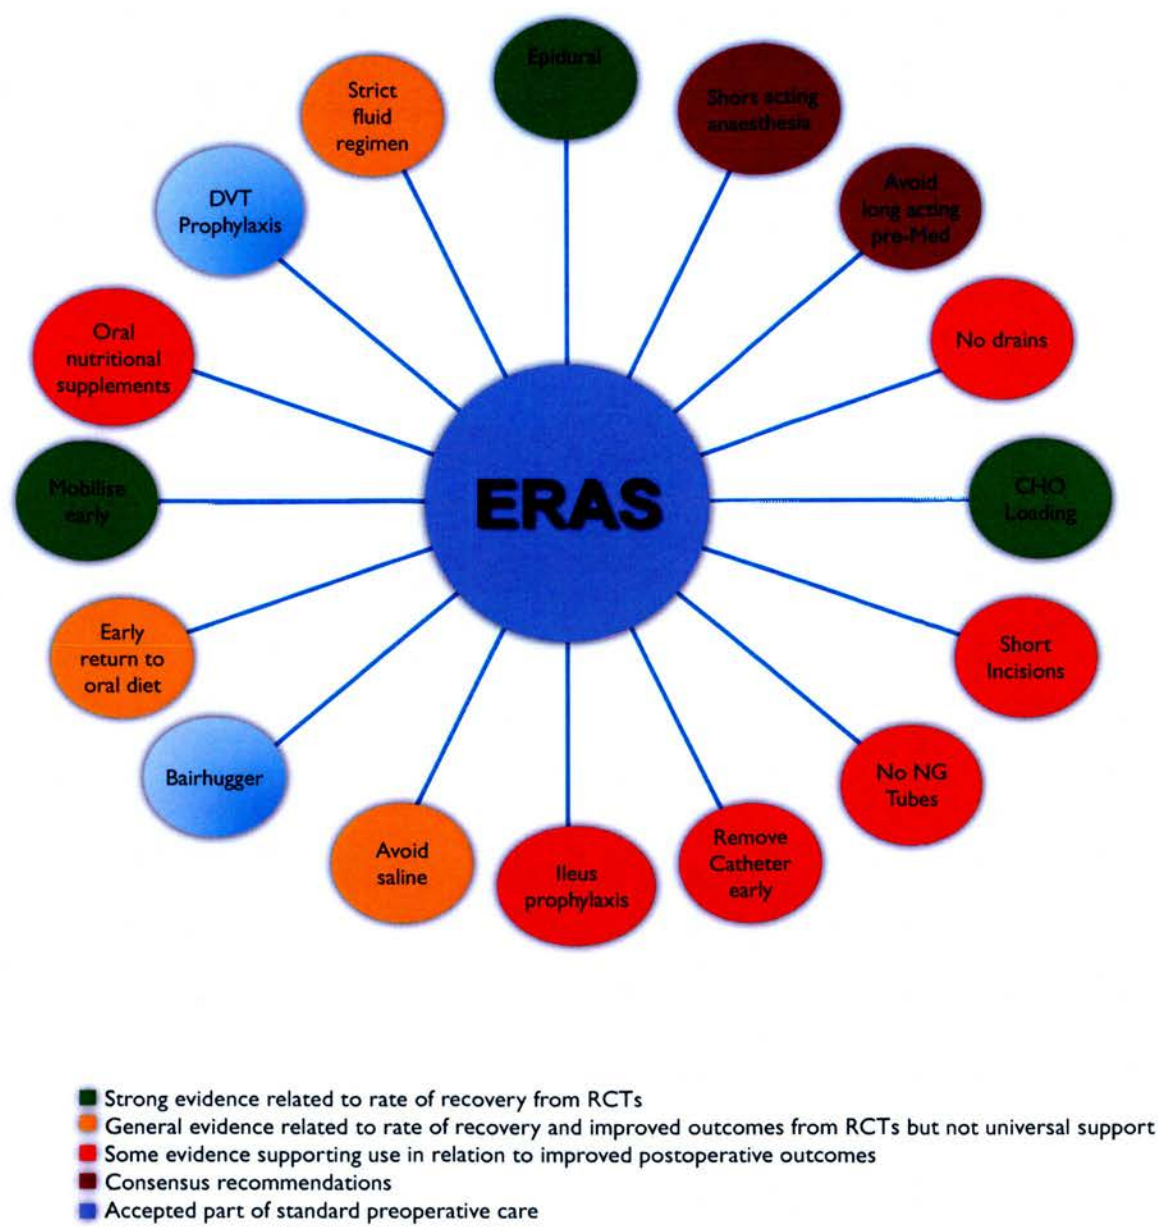 Epidural
Short acting
anaesthesia
Avoid
long acting
pre-Med
No drains
CHO
Loading
Short
Incisions
No NG
Tubes
Remove
Catheter
early
Ileus
prophylaxis
Avoid
saline
Bairhugger
Early
return to
oral diet
Mobilise
early
Oral
nutritional
supplements
DVT
Prophylaxis
Strict
fluid
regimen
ERAS
Strong evidence related to rate of recovery from RCTs
General evidence related to rate of recovery and improved outcomes from RCTs but not universal support
Some evidence supporting use in relation to improved postoperative outcomes
Consensus recommendations
Accepted part of standard preoperative care